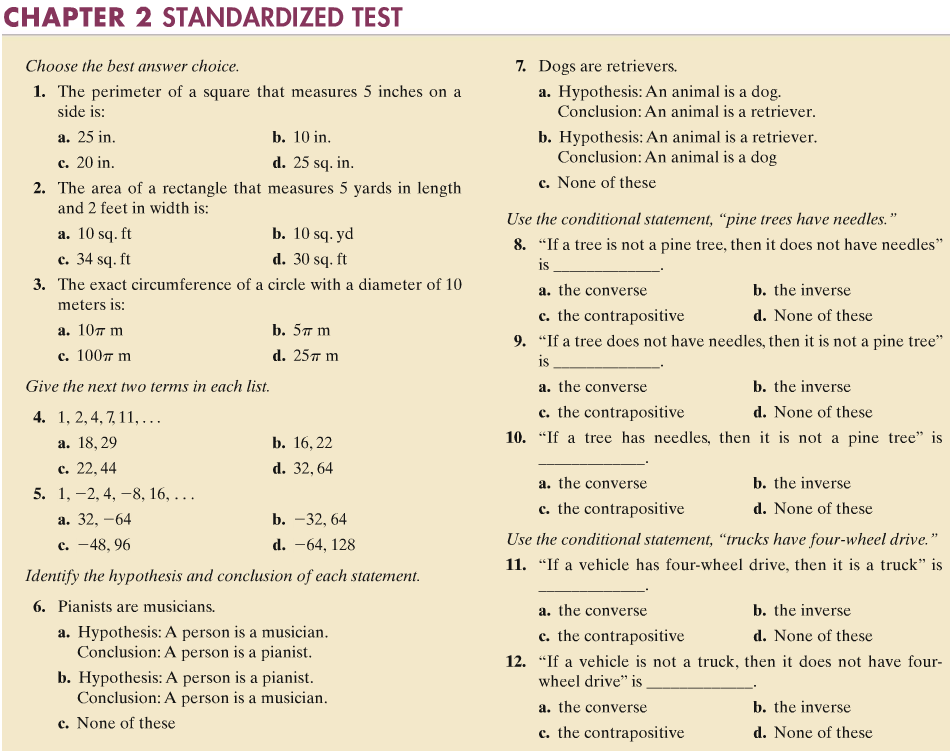 CHAPTER 2 STANDARDIZED TEST
Choose the best answer choice.
1. The perimeter of a square that measures 5 inches on a
side is:
a. 25 in. b. 10 in.
c. 20 in. d. 25 sq. in.
2. The area of a rectangle that measures 5 yards in length
and 2 feet in width is:
a. 10 sq. ft b. 10 sq. yd
c. 34 sq. ft d. 30 sq. ft
3. The exact circumference of a circle with a diameter of 10
meters is:
a. 10π m b. 5π m
c. 100π m d. 25π m
Give the next two terms in each list.
4. 1, 2, 4, 7, 11, . . .
a. 18, 29 b. 16, 22
c. 22, 44 d. 32, 64
5. 1, −2, 4, −8, 16, . . .
a. 32, −64 b. −32, 64
c. −48, 96 d. −64, 128
Identify the hypothesis and conclusion of each statement.
6. Pianists are musicians.
a. Hypothesis: A person is a musician.
Conclusion: A person is a pianist.
b. Hypothesis: A person is a pianist.
Conclusion: A person is a musician.
c. None of these
7. Dogs are retrievers.
a. Hypothesis: An animal is a dog.
Conclusion: An animal is a retriever.
b. Hypothesis: An animal is a retriever.
Conclusion: An animal is a dog
c. None of these
Use the conditional statement, “pine trees have needles.”
8. “If a tree is not a pine tree, then it does not have needles”
is _____________.
a. the converse b. the inverse
c. the contrapositive d. None of these
9. “If a tree does not have needles, then it is not a pine tree”
is _____________.
a. the converse b. the inverse
c. the contrapositive d. None of these
10. “If a tree has needles, then it is not a pine tree” is
_____________.
a. the converse b. the inverse
c. the contrapositive d. None of these
Use the conditional statement, “trucks have four-wheel drive.”
11. “If a vehicle has four-wheel drive, then it is a truck” is
_____________.
a. the converse b. the inverse
c. the contrapositive d. None of these
12. “If a vehicle is not a truck, then it does not have four-
wheel drive” is _____________.
a. the converse b. the inverse
c. the contrapositive d. None of these